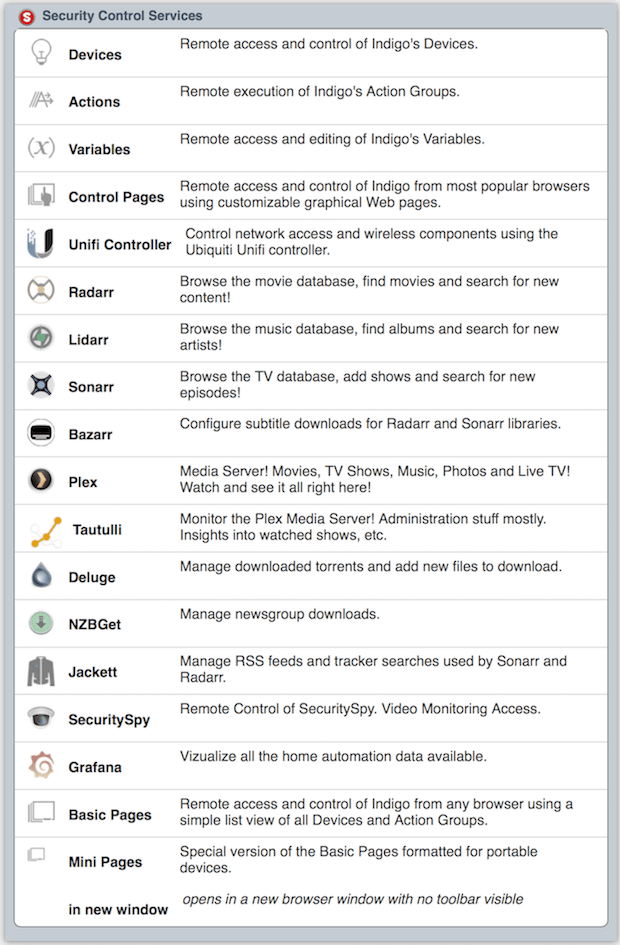 Security Control Services
Devices
Remote access and control of Indigo's Devices.
Actions
Remote execution of Indigo's Action Groups.
Variables
Remote access and editing of Indigo's Variables.
Control Pages
Remote access and control of Indigo from most popular browsers
using customizable graphical Web pages.
Unifi Controller
Control network access and wireless components using the
Ubiquiti Unifi controller.
Radarr
Browse the movie database, find movies and search for new
content!
Lidarr
Browse the music database, find albums and search for new
artists!
Sonarr
Browse the TV database, add shows and search for new
episodes!
Bazarr
Configure subtitle downloads for Radarr and Sonarr libraries.
Plex
Media Server! Movies, TV Shows, Music, Photos and Live TV!
Watch and see it all right here!
Tautulli
Monitor the Plex Media Server! Administration stuff mostly.
Insights into watched shows, etc.
Deluge
Manage downloaded torrents and add new files to download.
NZBGet
Manage newsgroup downloads.
Jackett
Manage RSS feeds and tracker searches used by Sonarr and
Radarr.
SecuritySpy
Remote Control of SecuritySpy. Video Monitoring Access.
Grafana
Vizualize all the home automation data available.
Basic Pages
Remote access and control of Indigo from any browser using a
simple list view of all Devices and Action Groups.
Mini Pages
Special version of the Basic Pages formatted for portable
devices.
in new window
opens in a new browser window with no toolbar visible